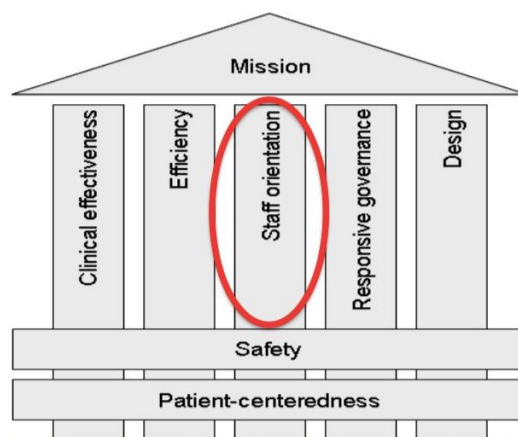 Mission
Clinical effectiveness
Efficiency
Staff orientation
Responsive governance
Design
Safety
Patient-centeredness